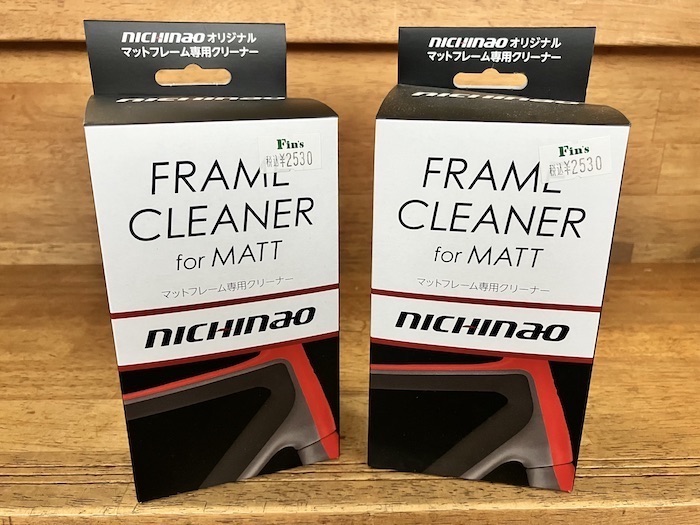 nicHinao オリジナル
マットフレーム専用クリーナー
Fin's
税込¥2530
FRAME
CLEANER
for MATT
マットフレーム専用クリーナー
nicHinao
nicHinao オリジナル
マットフレーム専用クリーナー
Fin's
税込¥2530
FRAME
CLEANER
for MATT
マットフレーム専用クリーナー
nicHinao